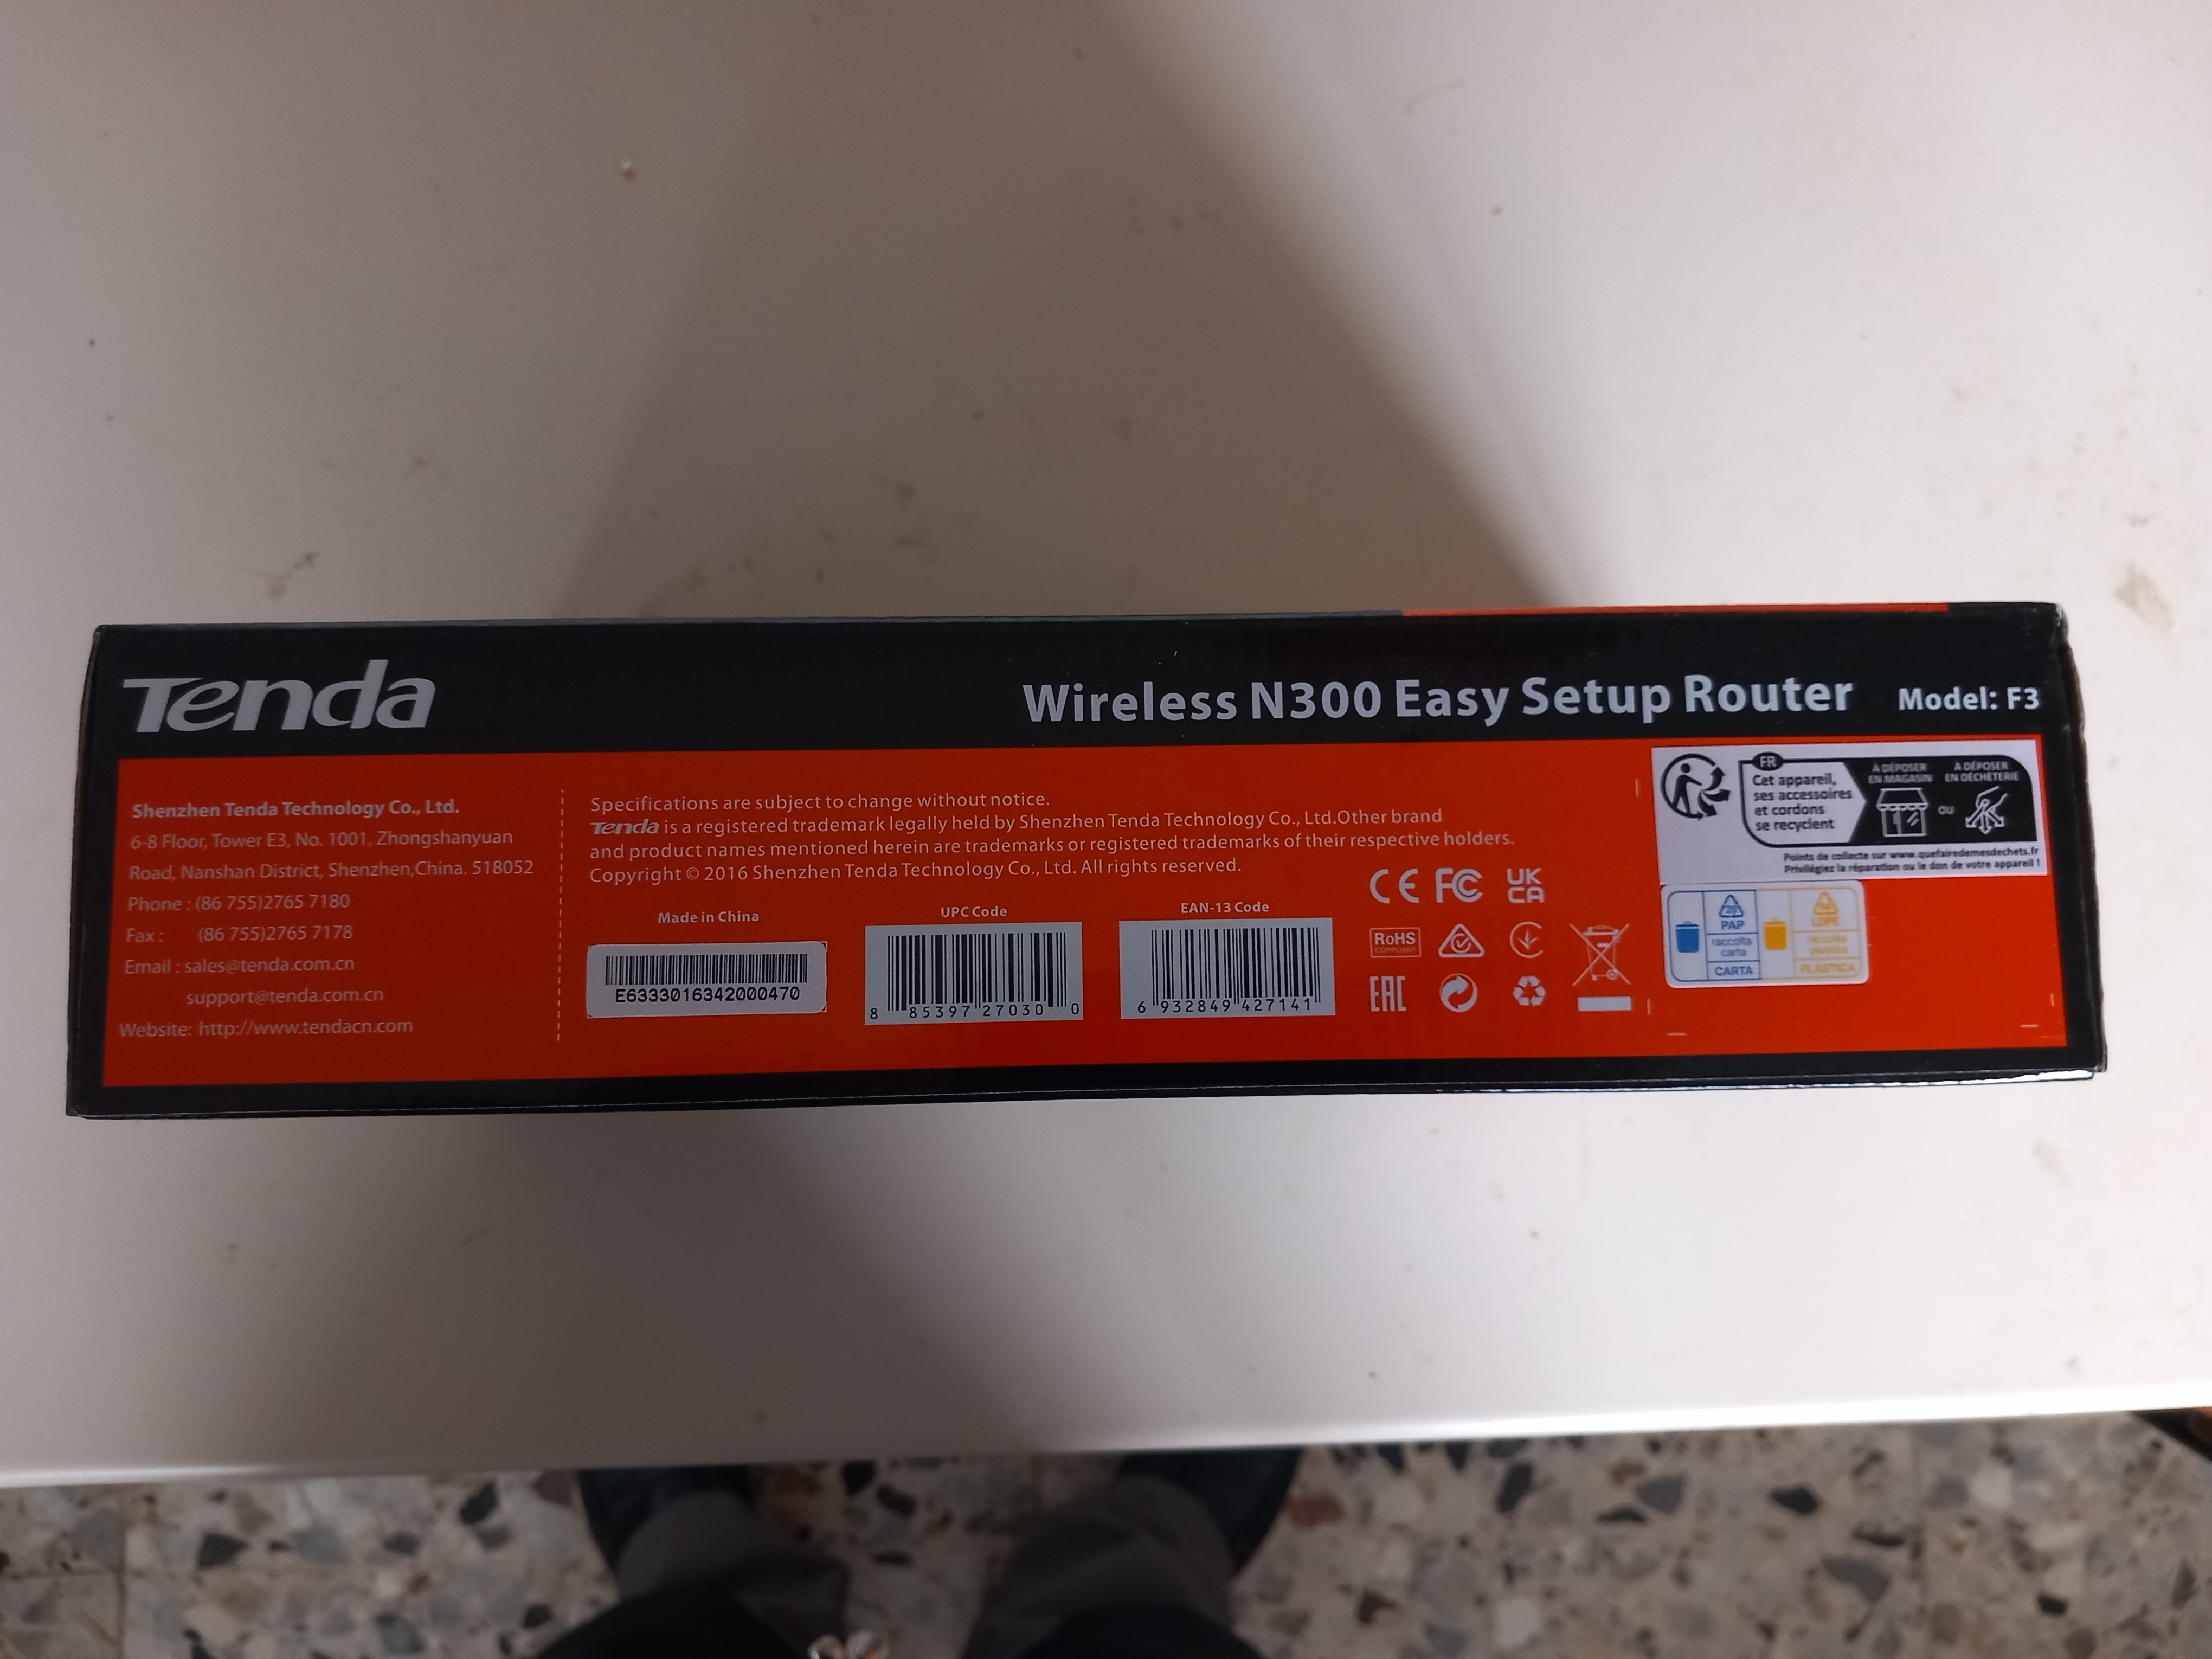 Tenda
Wireless N300 Easy Setup Router Model: F3
Shenzhen Tenda Technology Co., Ltd.
6-8 Floor, Tower E3, No. 1001, Zhongshanyuan
Road, Nanshan District, Shenzhen,China. 518052
Phone : (86 755)2765 7180
Fax : (86 755)2765 7178
Email : sales@tenda.com.cn
support@tenda.com.cn
Website: http://www.tendacn.com
Specifications are subject to change without notice.
Tenda is a registered trademark legally held by Shenzhen Tenda Technology Co., Ltd.Other brand
and product names mentioned herein are trademarks or registered trademarks of their respective holders.
Copyright © 2016 Shenzhen Tenda Technology Co., Ltd. All rights reserved.
Made in China
E6333016342000470
UPC Code
8 85397 27030 0
EAN-13 Code
6 932849 427141
CE FC UK
CA
RoHS
COMPLIANT
EAC
FR
Cet appareil,
ses accessoires
et cordons
se recyclent
À DÉPOSER
EN MAGASIN
ou
À DÉPOSER
EN DÉCHÈTERIE
Points de collecte sur www.quefairedemesdechets.fr
Privilégiez la réparation ou le don de votre appareil !
PAP
raccolta
carta
CARTA
LDPE
raccolta
plastica
PLASTICA